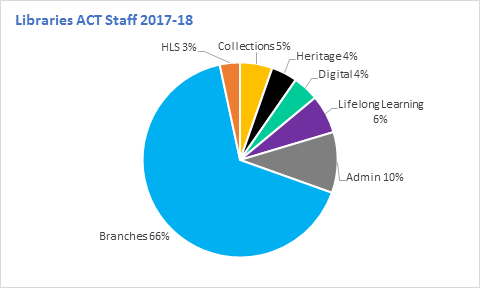 Libraries ACT Staff 2017-18
HLS 3%
Collections 5%
Heritage 4%
Digital 4%
Lifelong Learning
6%
Admin 10%
Branches 66%